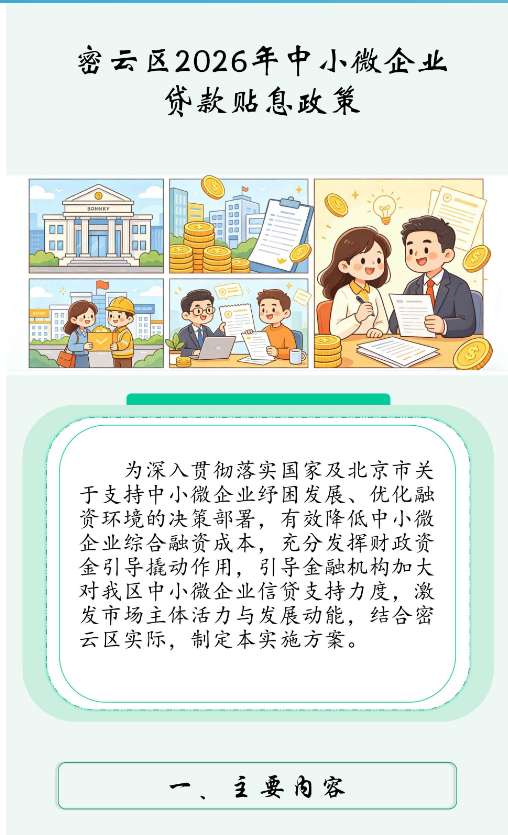 密云区2026年中小微企业
贷款贴息政策
为深入贯彻落实国家及北京市关
于支持中小微企业纾困发展、优化融
资环境的决策部署，有效降低中小微
企业综合融资成本，充分发挥财政资
金引导撬动作用，引导金融机构加大
对我区中小微企业信贷支持力度，激
发市场主体活力与发展动能，结合密
云区实际，制定本实施方案。
一、主要内容